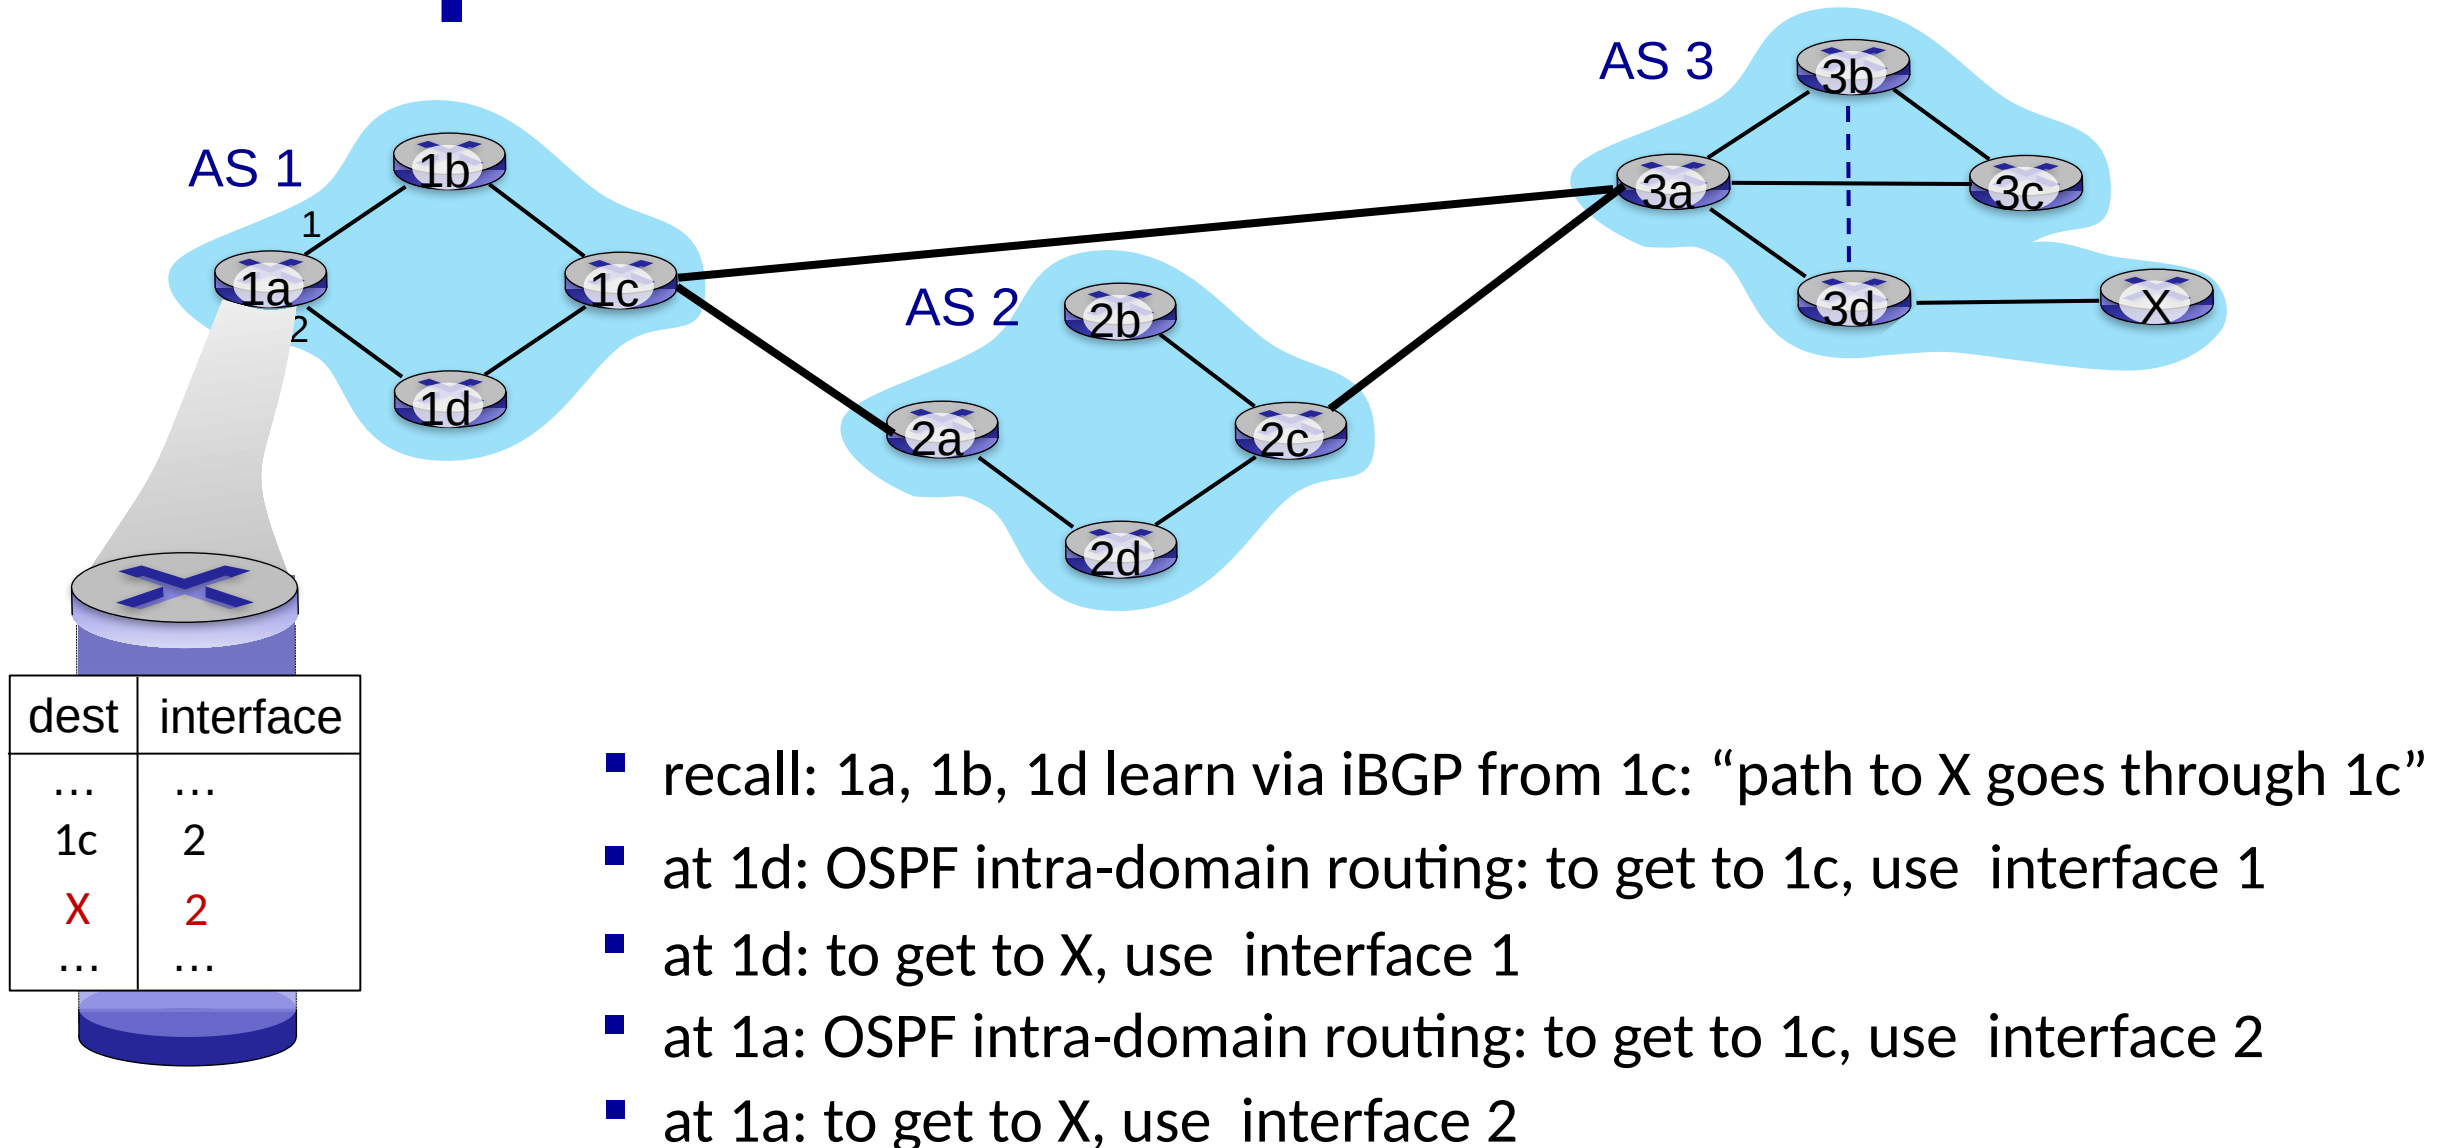 AS 3
3b
AS 1
1b
3a
3c
1
1a
1c
AS 2
2b
3d
X
2
1d
2a
2c
2d
dest interface
… …
1c 2
X 2
… …
recall: 1a, 1b, 1d learn via iBGP from 1c: “path to X goes through 1c”
at 1d: OSPF intra-domain routing: to get to 1c, use interface 1
at 1d: to get to X, use interface 1
at 1a: OSPF intra-domain routing: to get to 1c, use interface 2
at 1a: to get to X, use interface 2